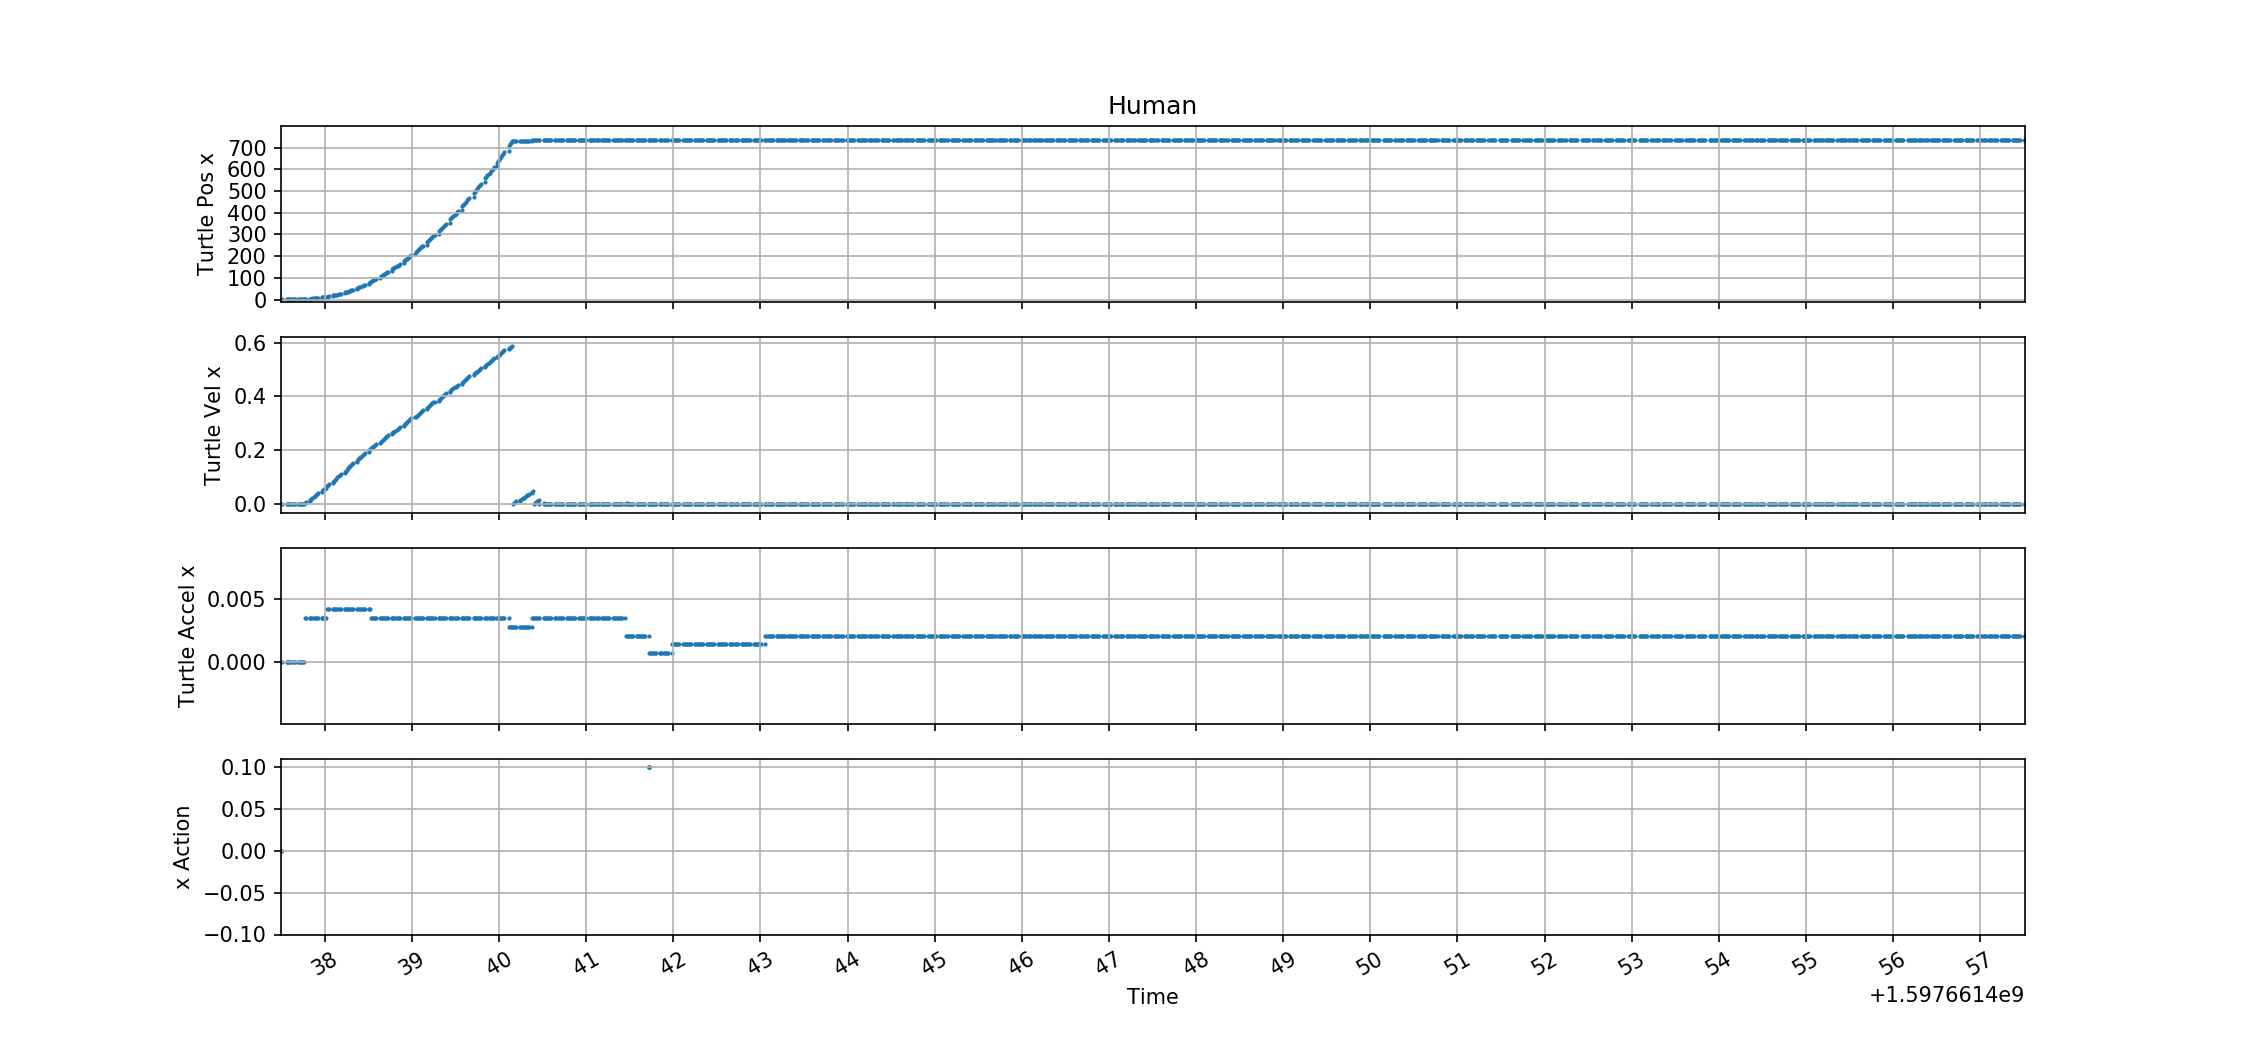 Human
Turtle Pos x
700
600
500
400
300
200
100
0
Turtle Vel x
0.6
0.4
0.2
0.0
Turtle Accel x
0.005
0.000
x Action
0.10
0.05
0.00
−0.05
−0.10
38 39 40 41 42 43 44 45 46 47 48 49 50 51 52 53 54 55 56 57
Time
+1.5976614e9